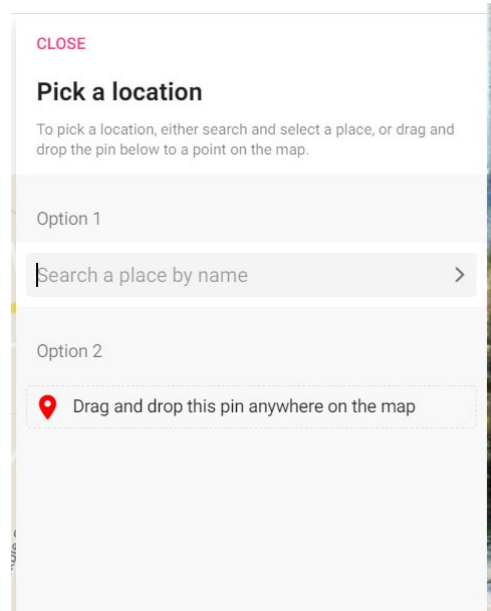 CLOSE
Pick a location
To pick a location, either search and select a place, or drag and
drop the pin below to a point on the map.
Option 1
Search a place by name
Option 2
Drag and drop this pin anywhere on the map